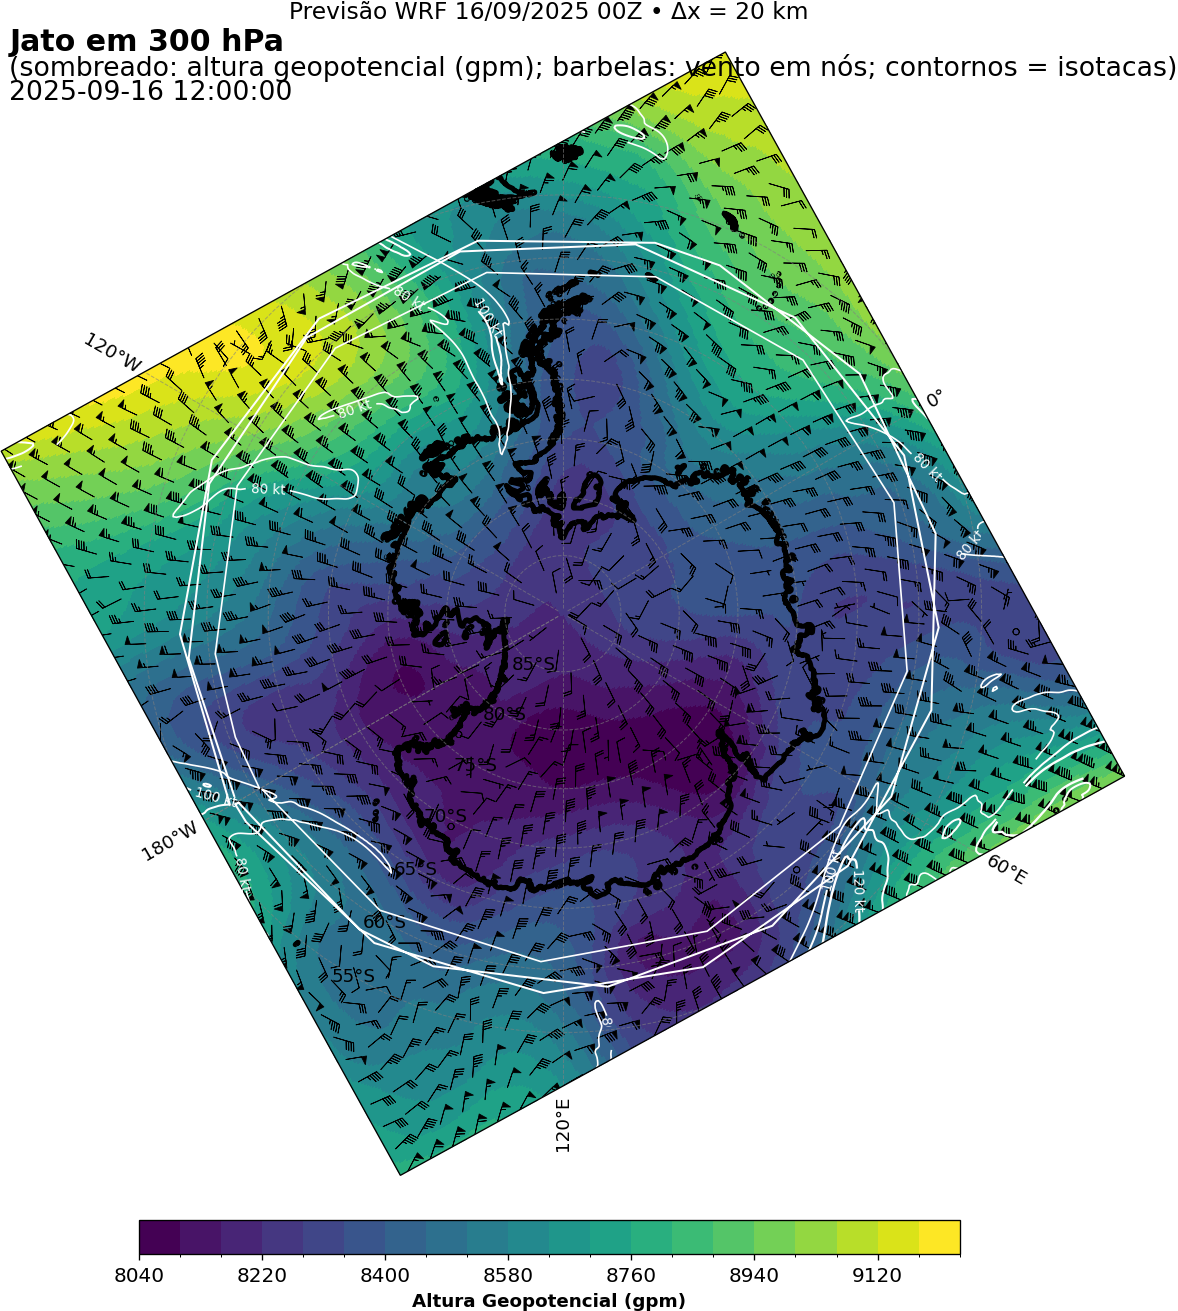 Previsão WRF 16/09/2025 00Z • Δx = 20 km
Jato em 300 hPa
(sombreado: altura geopotencial (gpm); barbelas: vento em nós; contornos = isotacas)
2025-09-16 12:00:00
120°W
80 kt
100 kt
80 kt
0°
80 kt
80 kt
80 kt
85°S
80°S
75°S
100 kt
70°S
180°W
80 kt
65°S
120 kt
60°E
60°S
55°S
120°E
8040 8220 8400 8580 8760 8940 9120
Altura Geopotencial (gpm)